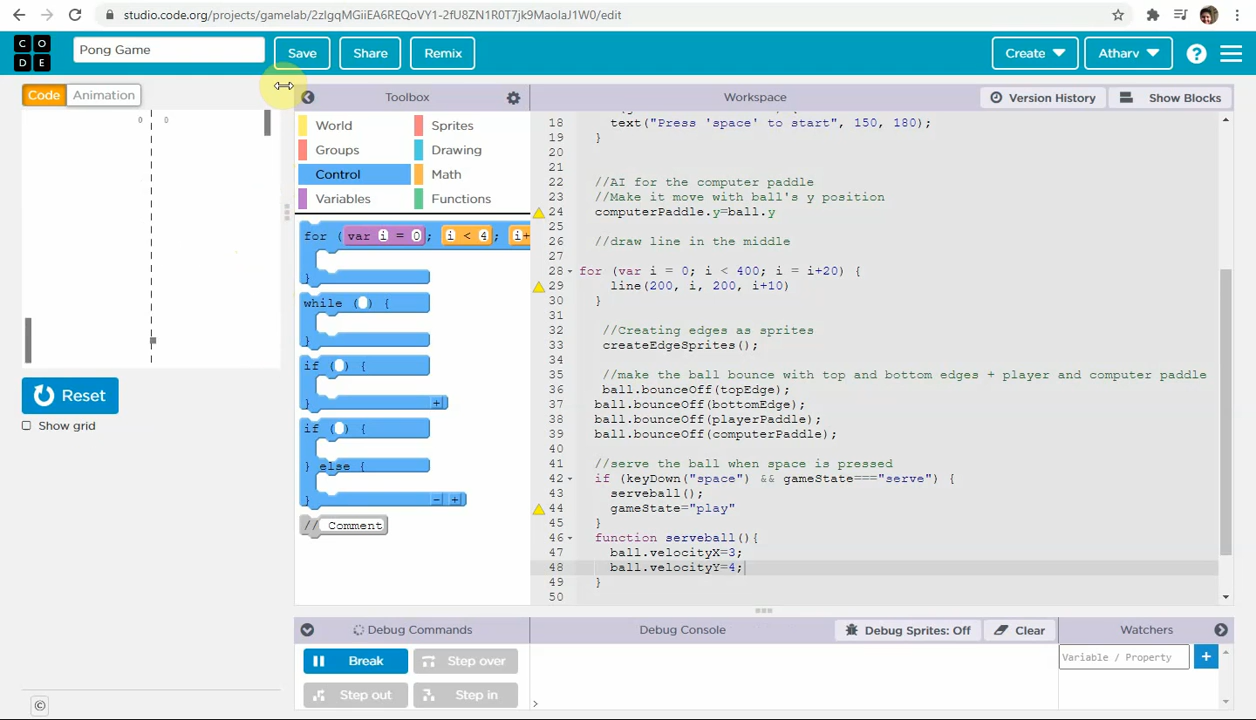 studio.code.org/projects/gamelab/2zIgqMGiiEA6REQoVY1-2fU8ZN1R0T7jk9MaolaJ1W0/edit
C O
D E
Pong Game
Save
Share
Remix
Create
Atharv
?
Code
Animation
Toolbox
Workspace
Version History
Show Blocks
0 0
World
Sprites
Groups
Drawing
Control
Math
Variables
Functions
for ( var i = 0 ; i < 4 ; i+
}
while ( ) {
}
if ( ) {
}
if ( ) {
} else {
}
// Comment
Reset
Show grid
18 text("Press 'space' to start", 150, 180);
19 }
20
21
22 //AI for the computer paddle
23 //Make it move with ball's y position
24 computerPaddle.y=ball.y
25
26 //draw line in the middle
27
28 for (var i = 0; i < 400; i = i+20) {
29 line(200, i, 200, i+10)
30 }
31
32 //Creating edges as sprites
33 createEdgeSprites();
34
35 //make the ball bounce with top and bottom edges + player and computer paddle
36 ball.bounceOff(topEdge);
37 ball.bounceOff(bottomEdge);
38 ball.bounceOff(playerPaddle);
39 ball.bounceOff(computerPaddle);
40
41 //serve the ball when space is pressed
42 if (keyDown("space") && gameState==="serve") {
43 serveball();
44 gameState="play"
45 }
46 function serveball(){
47 ball.velocityX=3;
48 ball.velocityY=4;
49 }
50
Debug Commands
Debug Console
Debug Sprites: Off
Clear
Watchers
Break
Step over
Step out
Step in
Variable / Property
+
>
©